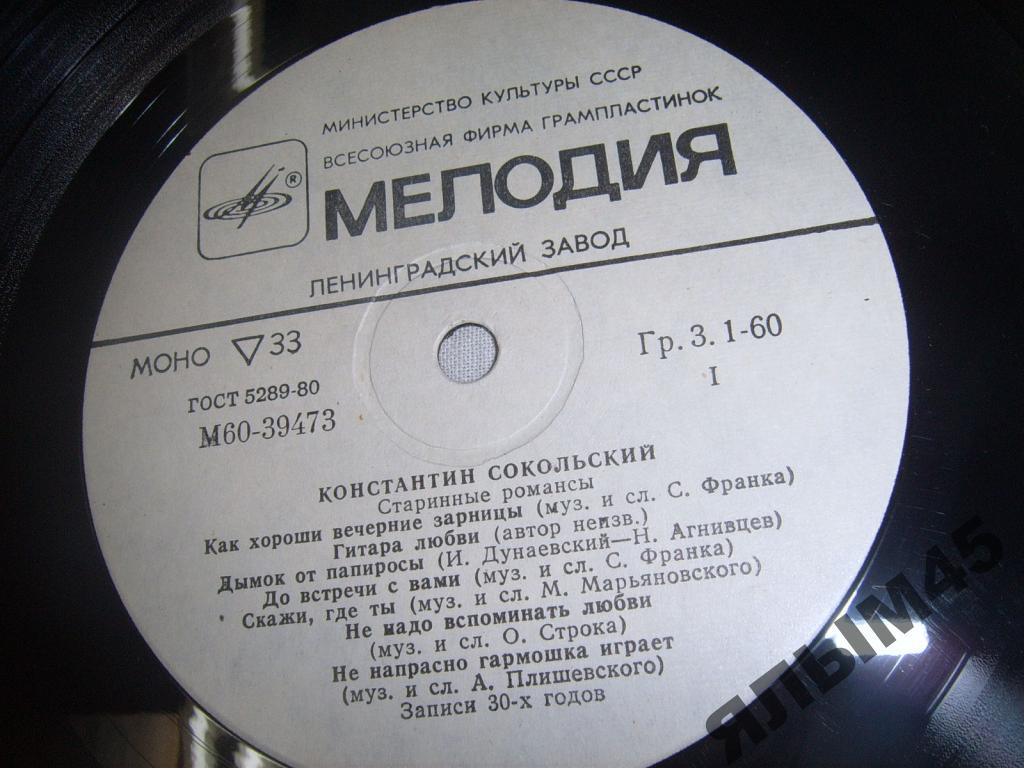 МИНИСТЕРСТВО КУЛЬТУРЫ СССР
ВСЕСОЮЗНАЯ ФИРМА ГРАМПЛАСТИНОК
®
МЕЛОДИЯ
ЛЕНИНГРАДСКИЙ ЗАВОД
МОНО ▽33
Гр. 3. 1-60
ГОСТ 5289-80
I
М60-39473
КОНСТАНТИН СОКОЛЬСКИЙ
Старинные романсы
Как хороши вечерние зарницы (муз. и сл. С. Франка)
Гитара любви (автор неизв.)
Дымок от папиросы (И. Дунаевский—Н. Агнивцев)
До встречи с вами (муз. и сл. С. Франка)
Скажи, где ты (муз. и сл. М. Марьяновского)
Не надо вспоминать любви
(муз. и сл. О. Строка)
Не напрасно гармошка играет
(муз. и сл. А. Плишевского)
Записи 30-х годов
ЯЛЫМ45